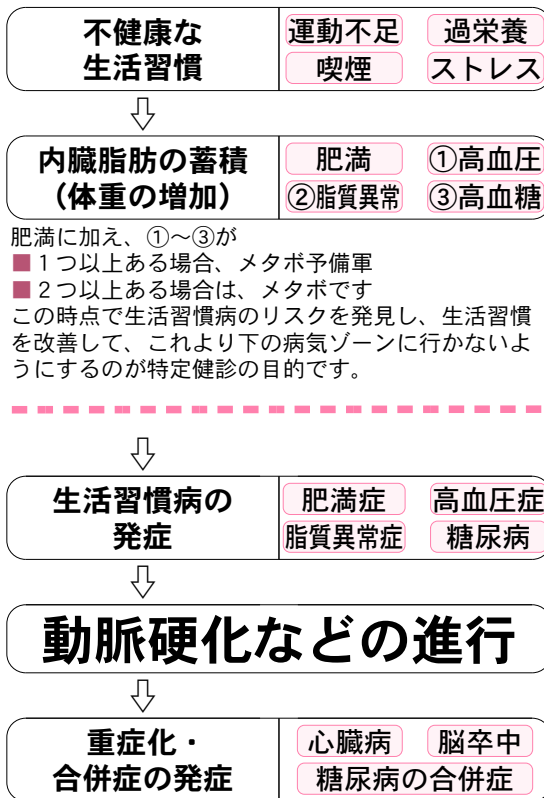 不健康な
生活習慣
運動不足 過栄養
喫煙 ストレス
内臓脂肪の蓄積
(体重の増加)
肥満 ①高血圧
②脂質異常 ③高血糖
肥満に加え、①〜③が
■1つ以上ある場合、メタボ予備軍
■2つ以上ある場合は、メタボです
この時点で生活習慣病のリスクを発見し、生活習慣
を改善して、これより下の病気ゾーンに行かないよ
うにするのが特定健診の目的です。
生活習慣病の
発症
肥満症 高血圧症
脂質異常症 糖尿病
動脈硬化などの進行
重症化・
合併症の発症
心臓病 脳卒中
糖尿病の合併症